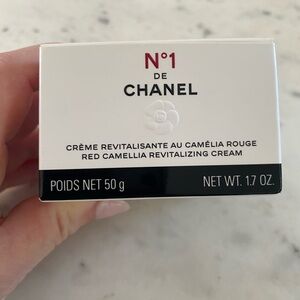 N°1
DE
CHANEL
CRÈME REVITALISANTE AU CAMÉLIA ROUGE
RED CAMELLIA REVITALIZING CREAM
POIDS NET 50 g
NET WT. 1.7 OZ.